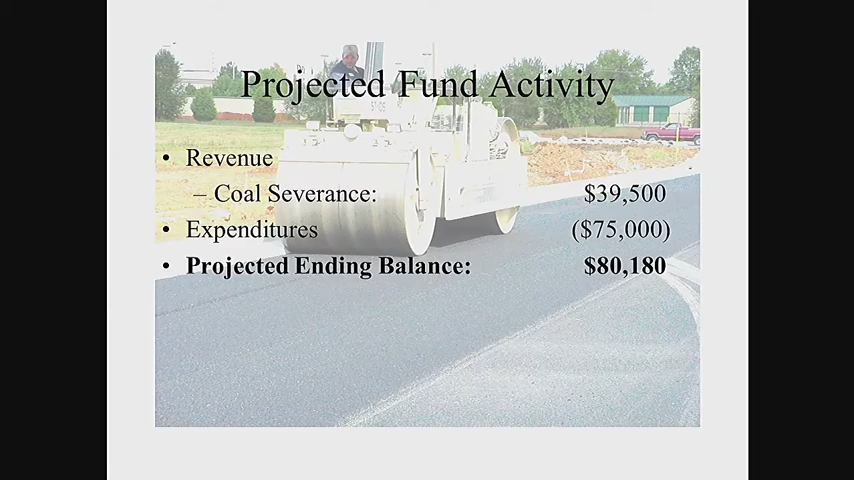 Projected Fund Activity
• Revenue
– Coal Severance: $39,500
• Expenditures ($75,000)
• Projected Ending Balance: $80,180